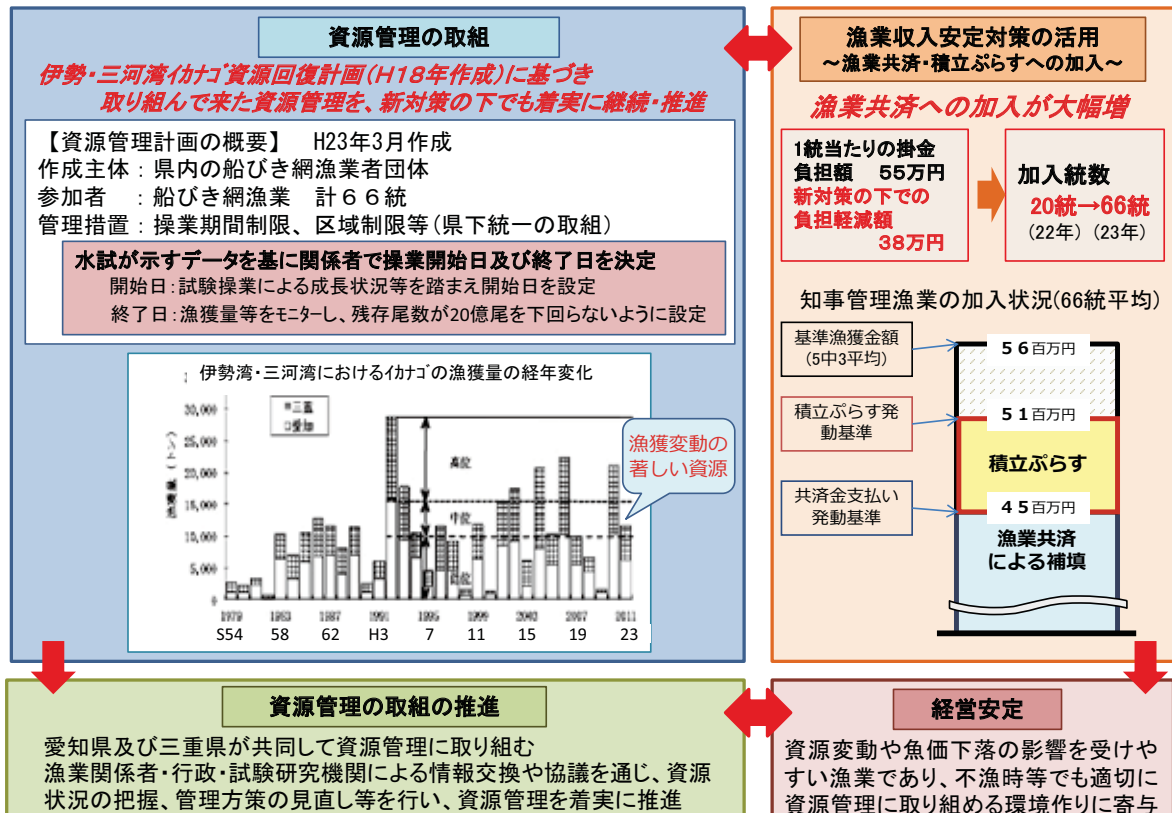 資源管理の取組
伊勢・三河湾ｲｶﾅｺﾞ資源回復計画(H18年作成)に基づき
取り組んで来た資源管理を、新対策の下でも着実に継続・推進
【資源管理計画の概要】　H23年3月作成
作成主体：県内の船びき網漁業者団体
参加者　：船びき網漁業　計６６統
管理措置：操業期間制限、区域制限等(県下統一の取組)
水試が示すデータを基に関係者で操業開始日及び終了日を決定
開始日:試験操業による成長状況等を踏まえ開始日を設定
終了日:漁獲量等をﾓﾆﾀｰし、残存尾数が20億尾を下回らないように設定
伊勢湾・三河湾におけるｲｶﾅｺﾞの漁獲量の経年変化
漁獲量（トン）
30,000
25,000
20,000
15,000
10,000
5,000
0
三重
愛知
高位
中位
低位
漁獲変動の
著しい資源
1979 1983 1987 1991 1995 1999 2003 2007 2011
S54 58 62 H3 7 11 15 19 23
漁業収入安定対策の活用
～漁業共済・積立ぷらすへの加入～
漁業共済への加入が大幅増
1統当たりの掛金
負担額　55万円
新対策の下での
負担軽減額
38万円
加入統数
20統→66統
(22年) (23年)
知事管理漁業の加入状況(66統平均)
基準漁獲金額
(5中3平均)
５６百万円
積立ぷらす発
動基準
５１百万円
積立ぷらす
共済金支払い
発動基準
４５百万円
漁業共済
による補填
資源管理の取組の推進
愛知県及び三重県が共同して資源管理に取り組む
漁業関係者・行政・試験研究機関による情報交換や協議を通じ、資源
状況の把握、管理方策の見直し等を行い、資源管理を着実に推進
経営安定
資源変動や魚価下落の影響を受けや
すい漁業であり、不漁時等でも適切に
資源管理に取り組める環境作りに寄与